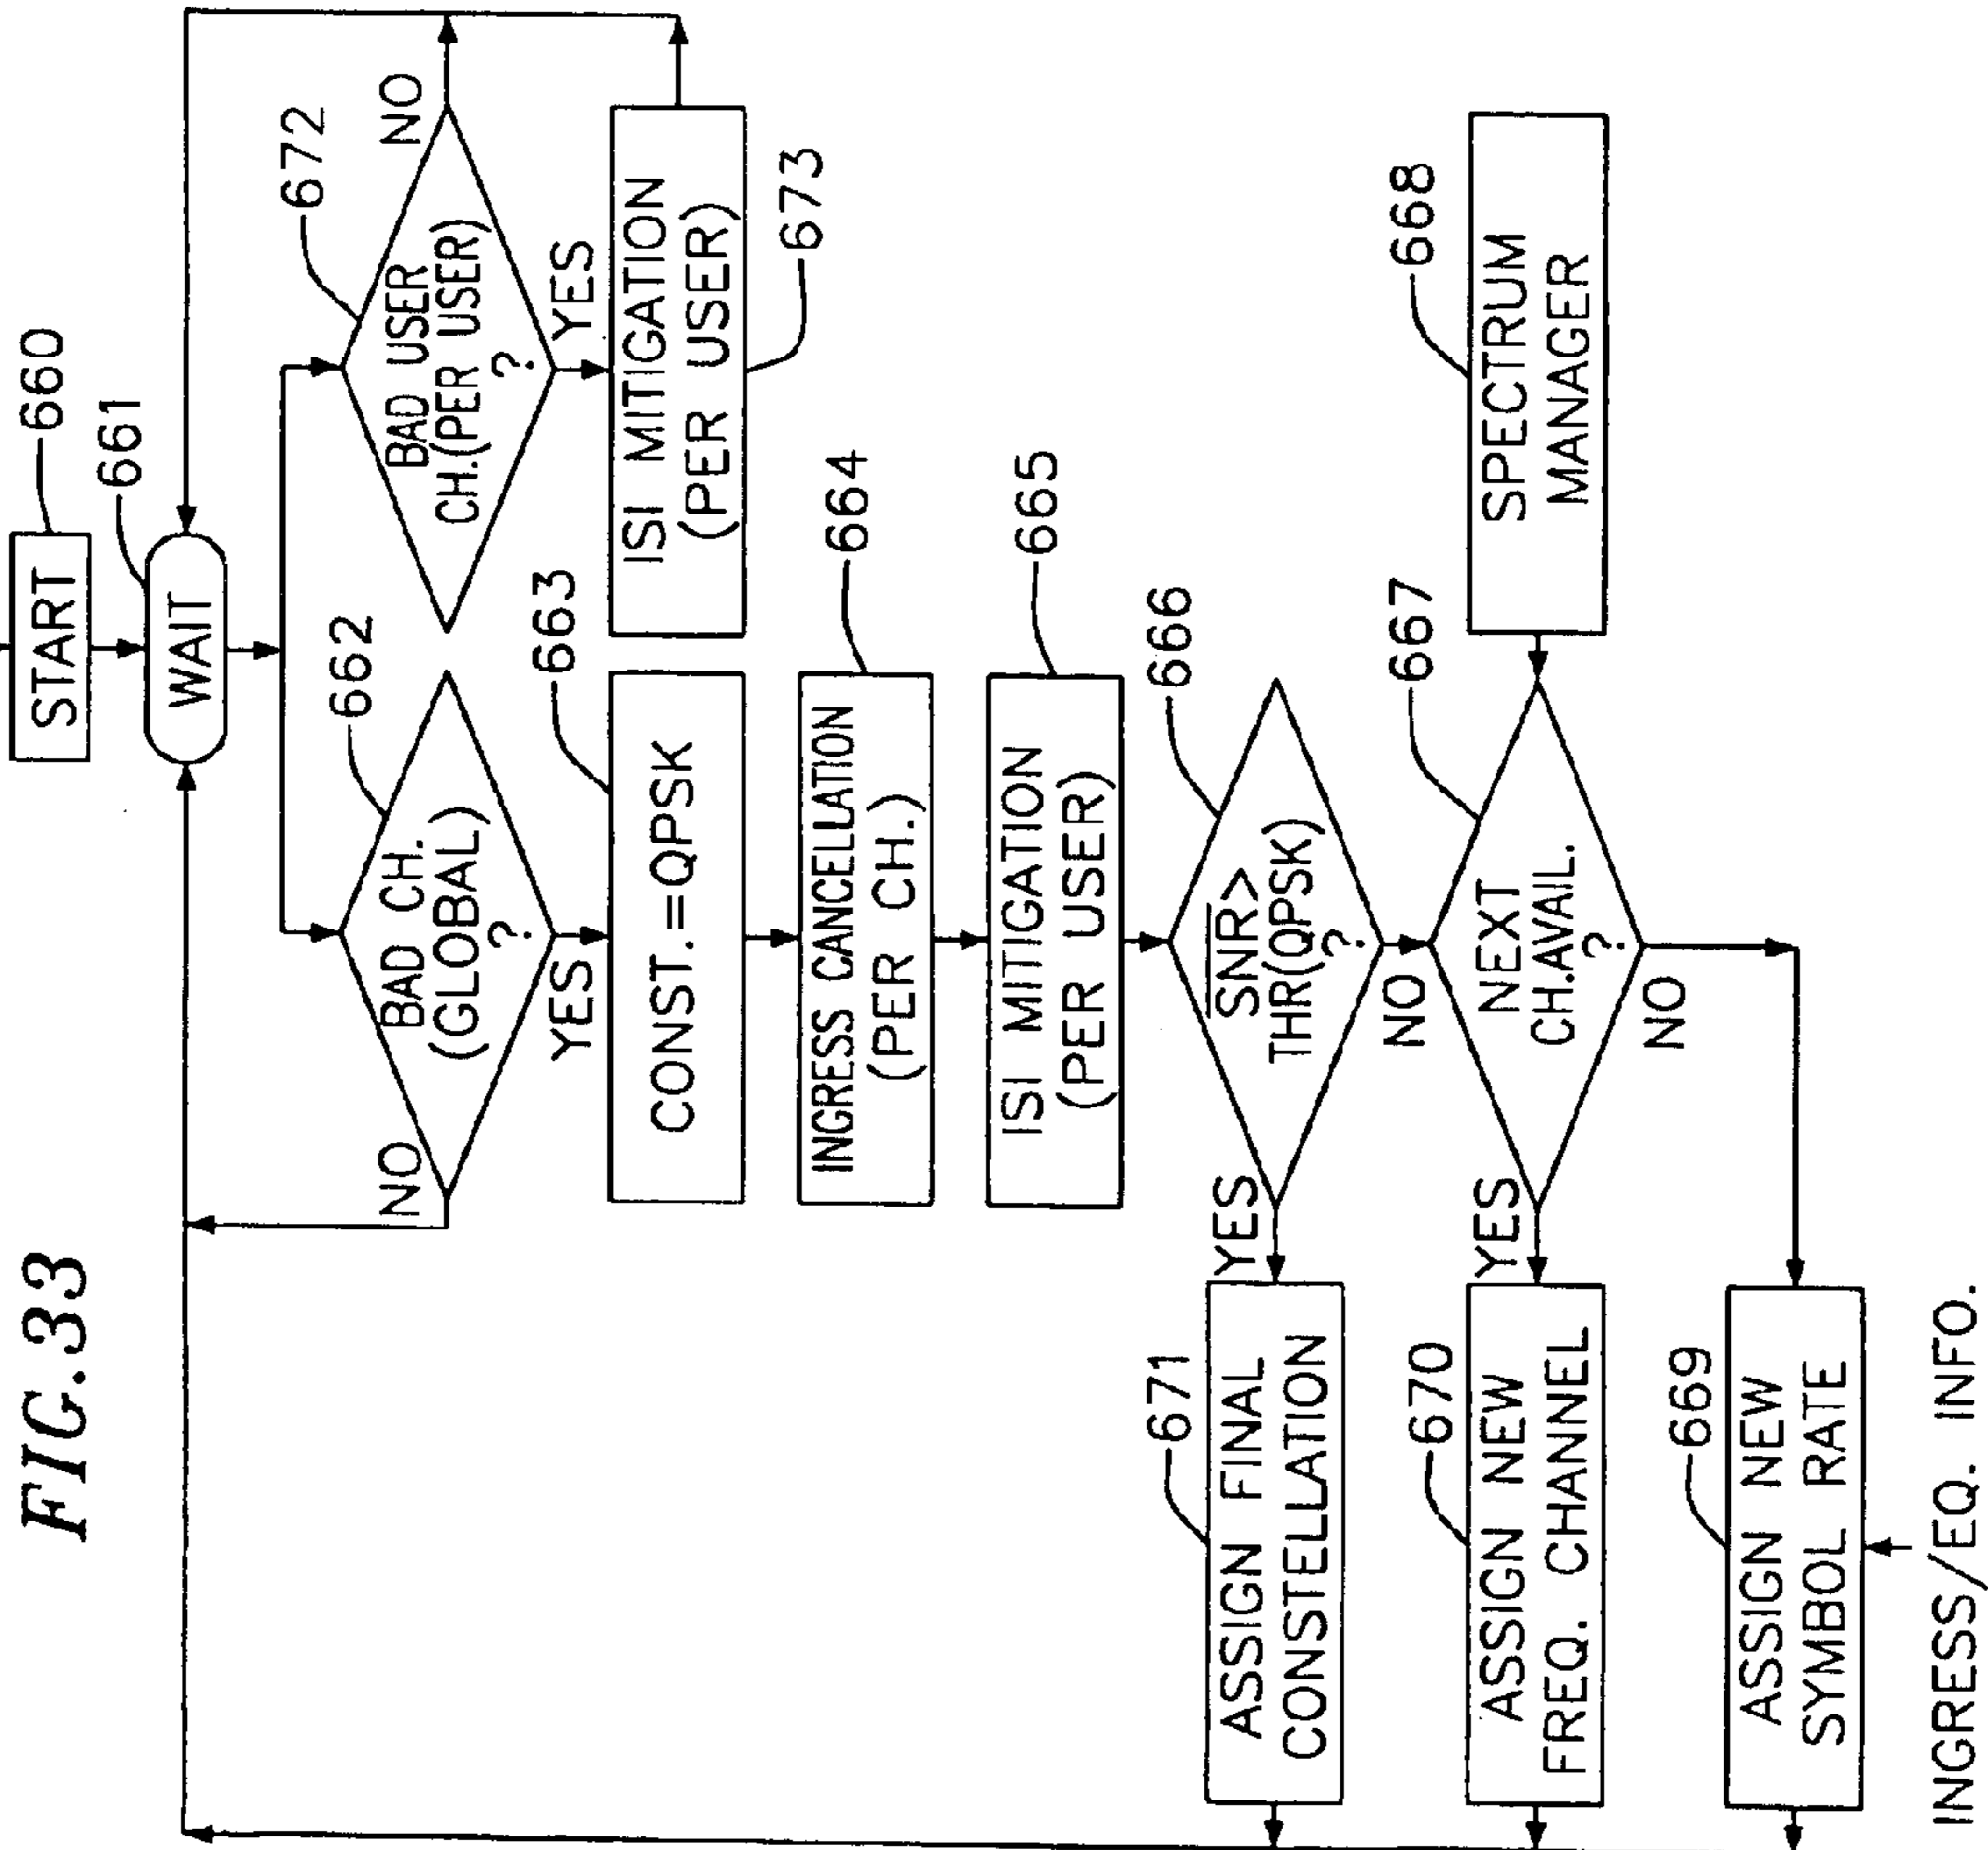 FIG.33
START
660
WAIT
661
BAD CH.
(GLOBAL)
?
662
NO
YES
BAD USER
CH.(PER USER)
?
672
NO
YES
CONST.=QPSK
663
ISI MITIGATION
(PER USER)
673
INGRESS CANCELLATION
(PER CH.)
664
ISI MITIGATION
(PER USER)
665
SNR>
THR(QPSK)
?
666
YES
NO
ASSIGN FINAL
CONSTELLATION
671
NEXT
CH.AVAIL.
?
667
YES
NO
SPECTRUM
MANAGER
668
ASSIGN NEW
FREQ. CHANNEL
670
ASSIGN NEW
SYMBOL RATE
669
INGRESS/EQ. INFO.